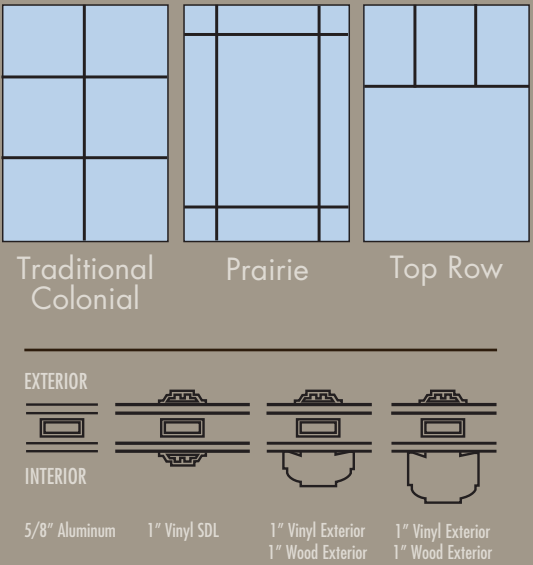 Traditional
Colonial
Prairie
Top Row
EXTERIOR
INTERIOR
5/8" Aluminum
1" Vinyl SDL
1" Vinyl Exterior
1" Wood Exterior
1" Vinyl Exterior
1" Wood Exterior